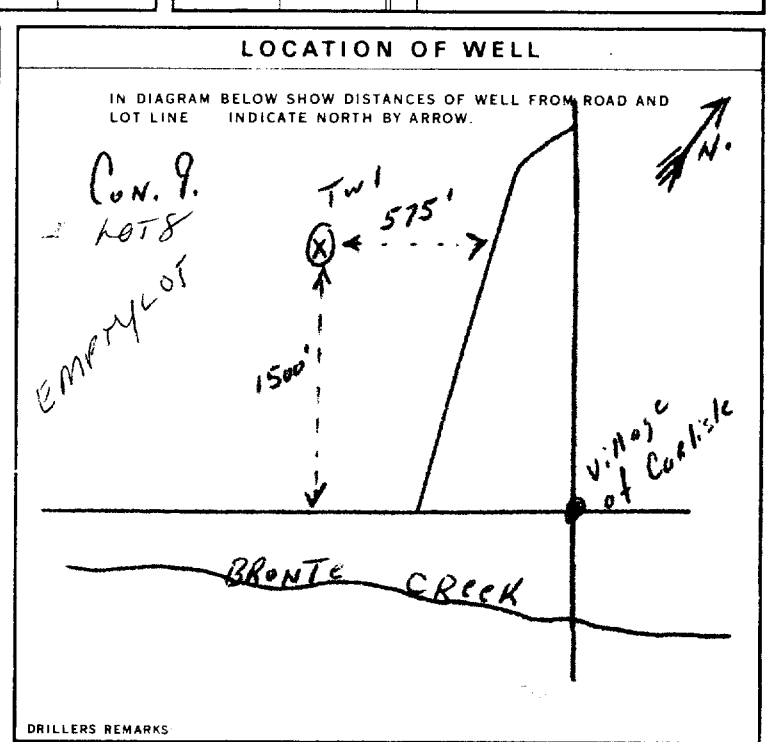 LOCATION OF WELL
IN DIAGRAM BELOW SHOW DISTANCES OF WELL FROM ROAD AND
LOT LINE INDICATE NORTH BY ARROW.
N.
CON. 9.
LOT 8
EMPTY LOT
TW1
X
575'
1500'
Village
of Carlisle
BRONTE CREEK
DRILLERS REMARKS